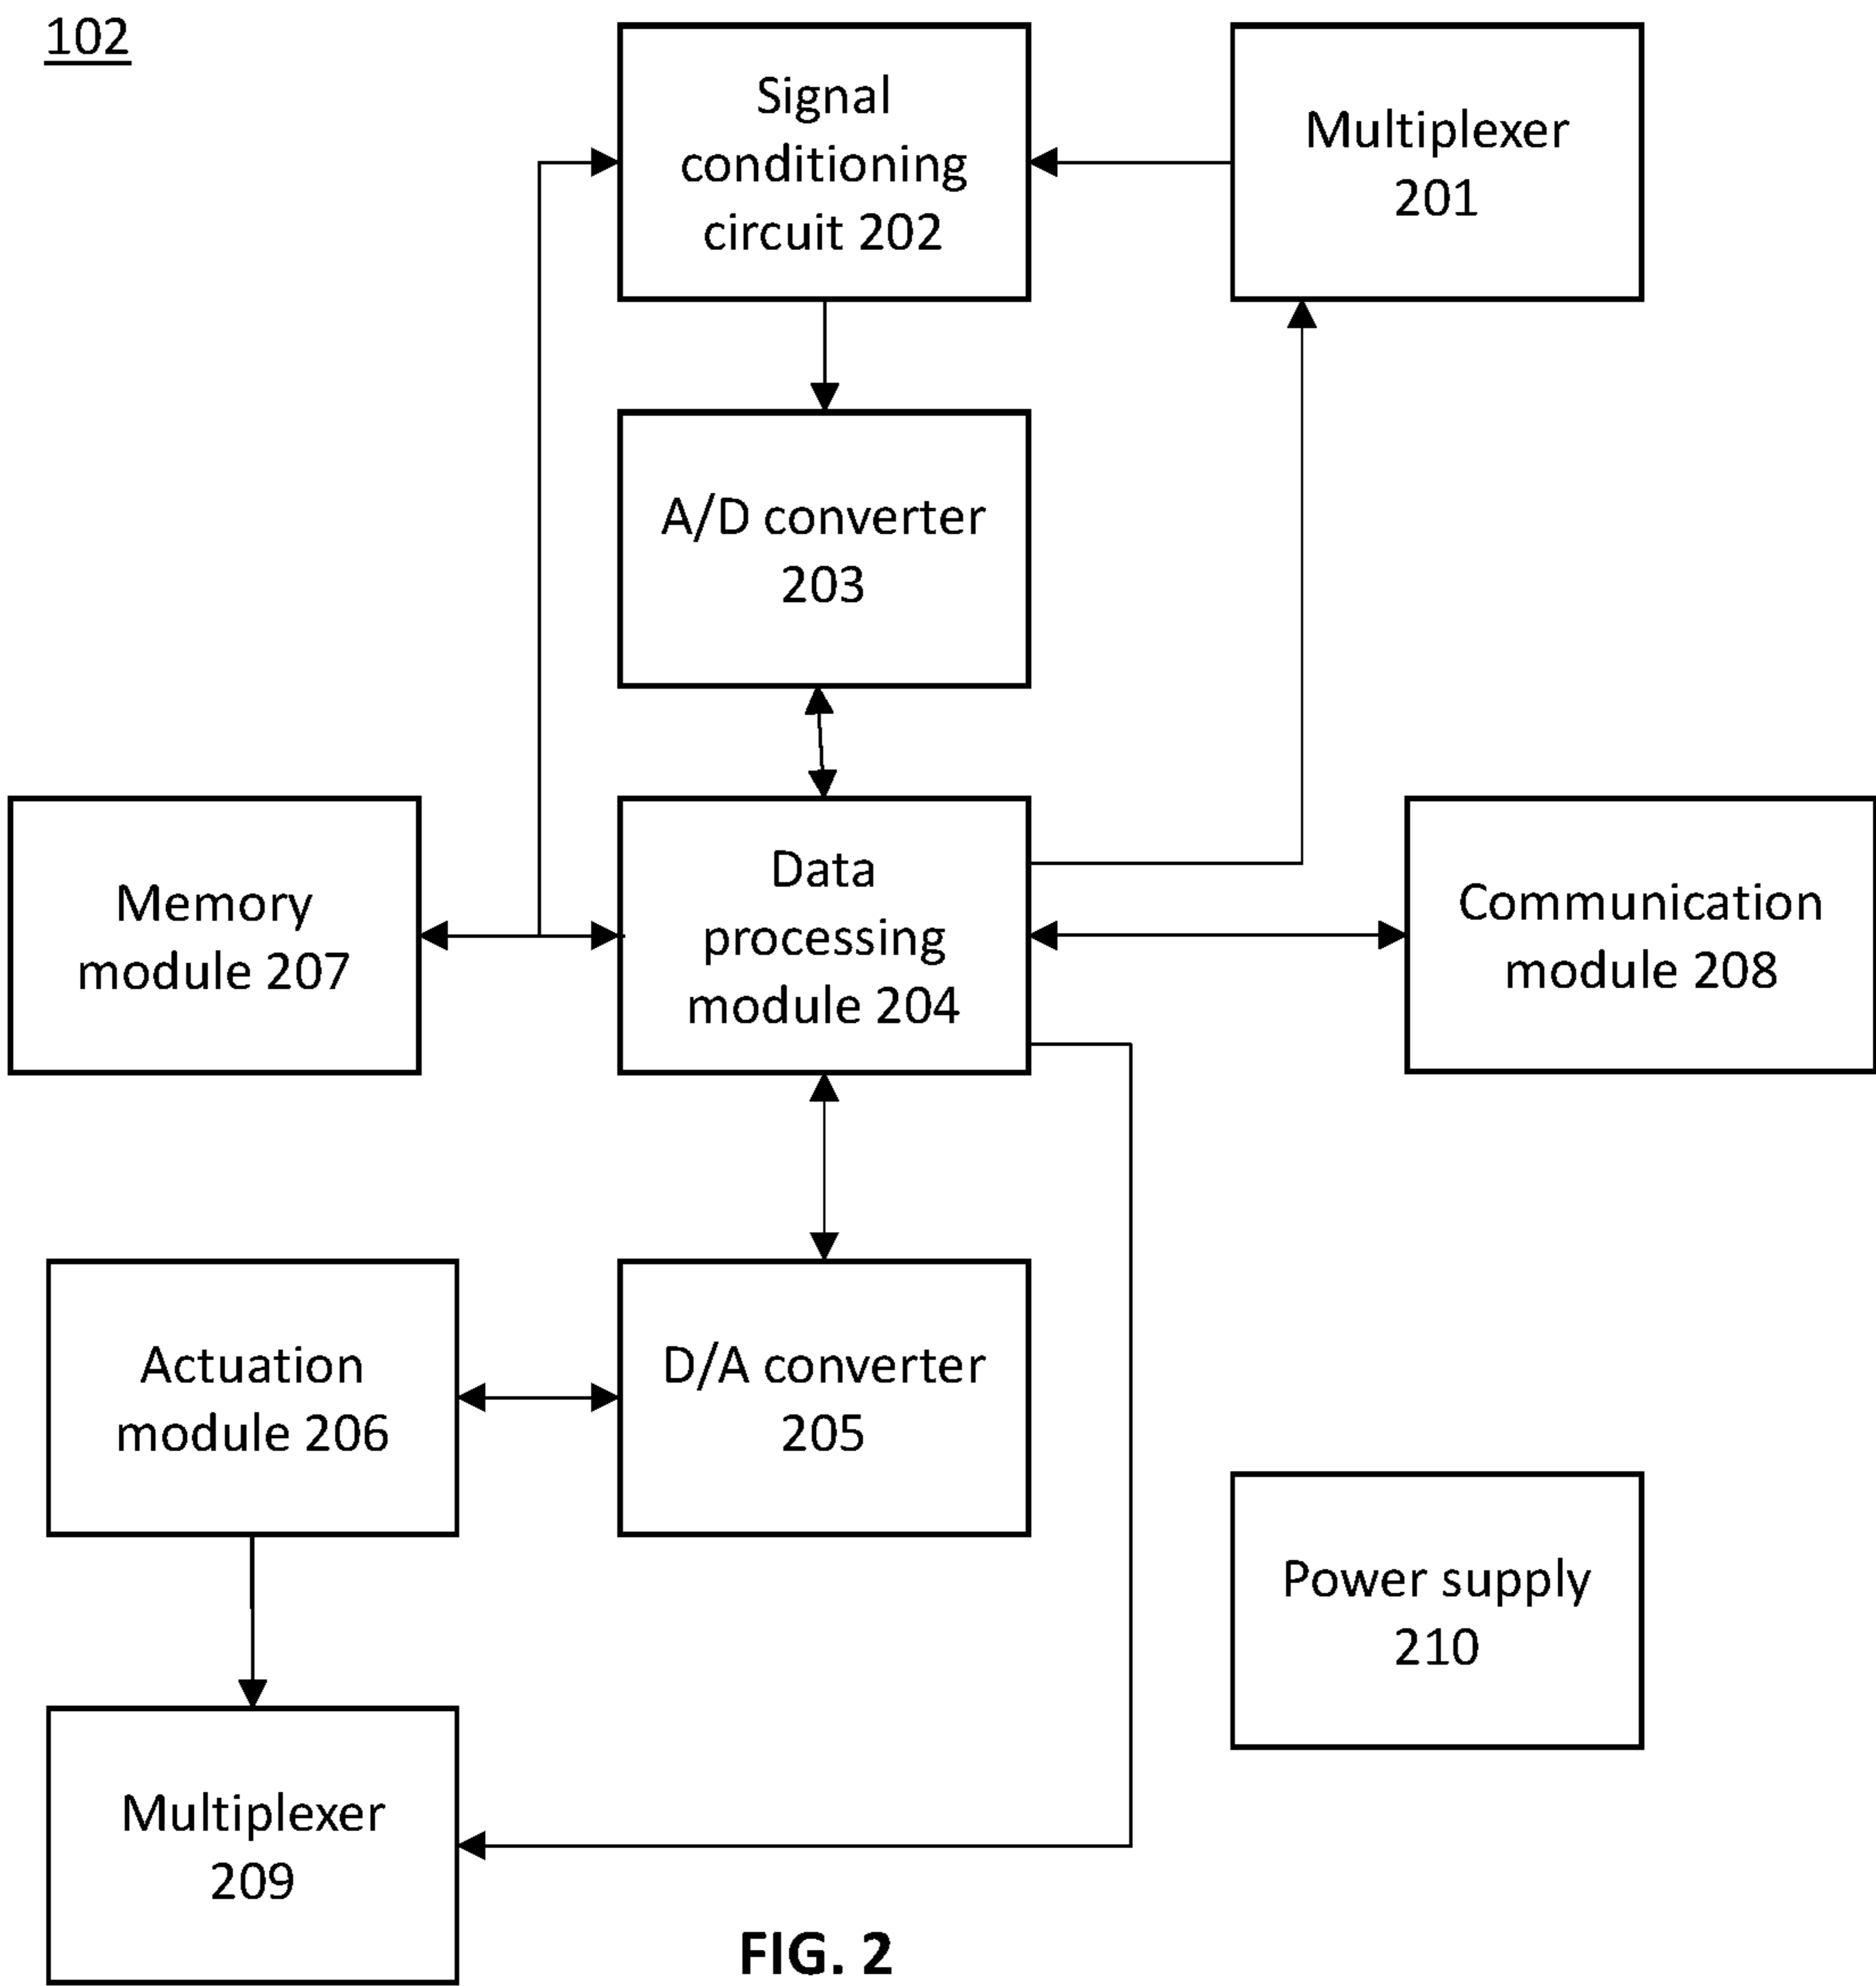 102
Signal
conditioning
circuit 202
Multiplexer
201
A/D converter
203
Memory
module 207
Data
processing
module 204
Communication
module 208
Actuation
module 206
D/A converter
205
Power supply
210
Multiplexer
209
FIG. 2